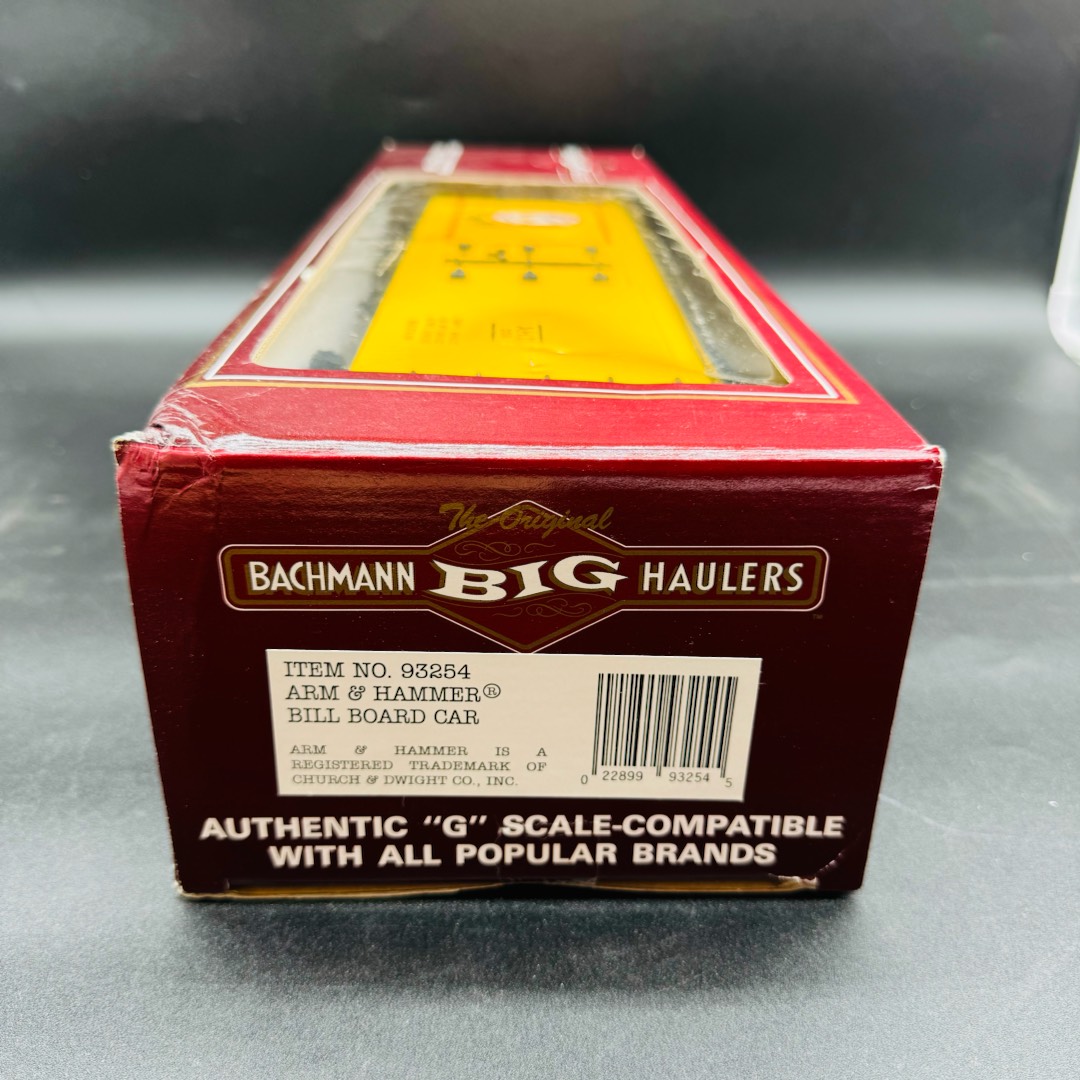 The Original
BACHMANN BIG HAULERS
ITEM NO. 93254
ARM & HAMMER®
BILL BOARD CAR
ARM & HAMMER IS A
REGISTERED TRADEMARK OF
CHURCH & DWIGHT CO., INC.
0 22899 93254 5
AUTHENTIC "G" SCALE-COMPATIBLE
WITH ALL POPULAR BRANDS